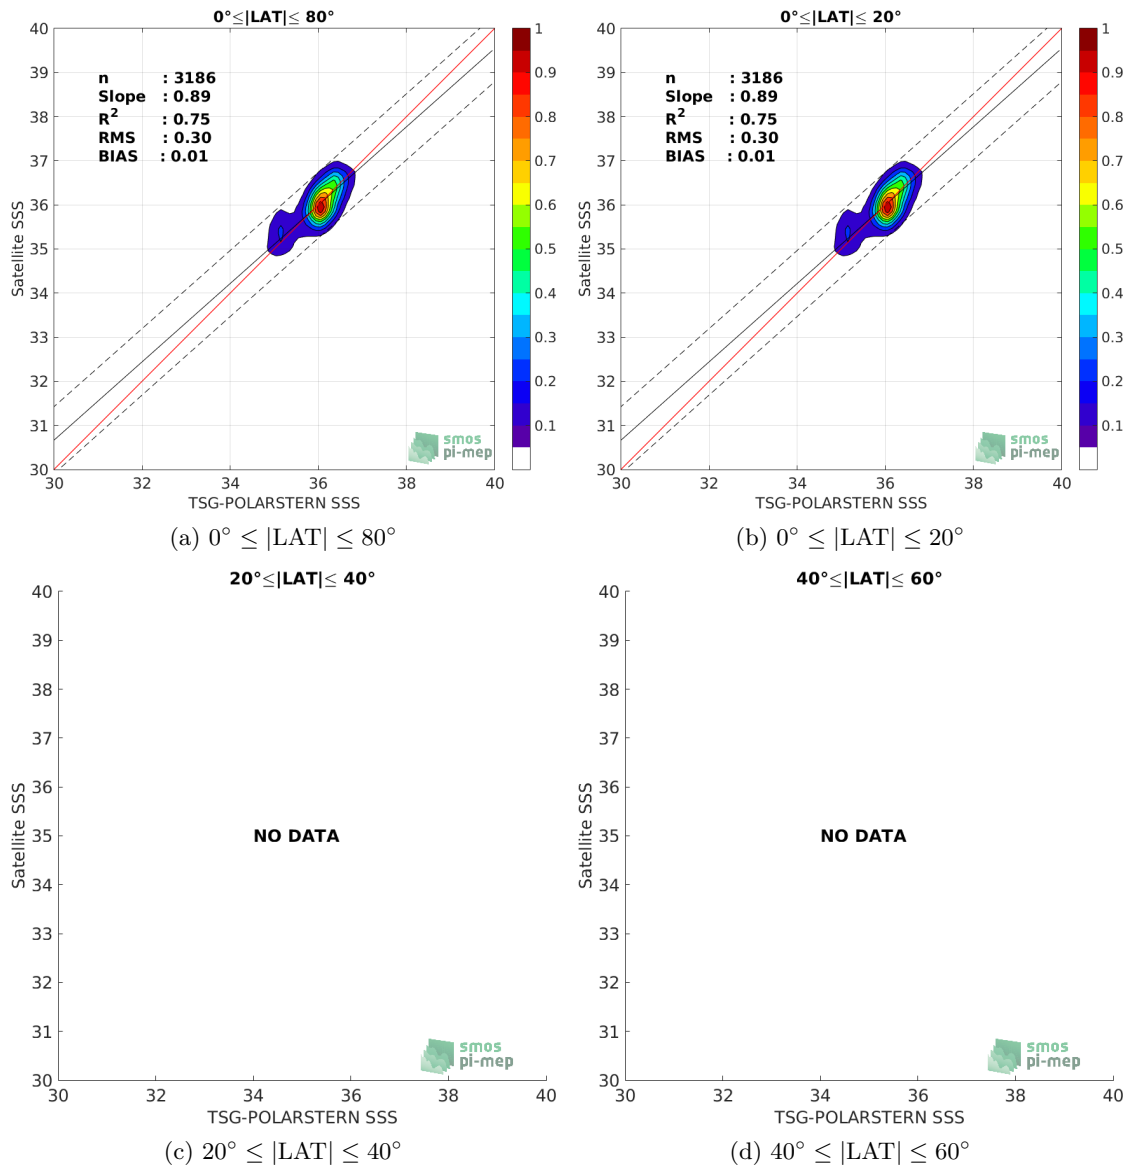 0°≤|LAT|≤ 80°
40
39
38
37
36
35
34
33
32
31
30
Satellite SSS
n : 3186
Slope : 0.89
R2 : 0.75
RMS : 0.30
BIAS : 0.01
smos
pi-mep
30 32 34 36 38 40
TSG-POLARSTERN SSS
1
0.9
0.8
0.7
0.6
0.5
0.4
0.3
0.2
0.1
(a) 0° ≤ |LAT| ≤ 80°
0°≤|LAT|≤ 20°
40
39
38
37
36
35
34
33
32
31
30
Satellite SSS
n : 3186
Slope : 0.89
R2 : 0.75
RMS : 0.30
BIAS : 0.01
smos
pi-mep
30 32 34 36 38 40
TSG-POLARSTERN SSS
1
0.9
0.8
0.7
0.6
0.5
0.4
0.3
0.2
0.1
(b) 0° ≤ |LAT| ≤ 20°
20°≤|LAT|≤ 40°
40
39
38
37
36
35
34
33
32
31
30
Satellite SSS
NO DATA
smos
pi-mep
30 32 34 36 38 40
TSG-POLARSTERN SSS
(c) 20° ≤ |LAT| ≤ 40°
40°≤|LAT|≤ 60°
40
39
38
37
36
35
34
33
32
31
30
Satellite SSS
NO DATA
smos
pi-mep
30 32 34 36 38 40
TSG-POLARSTERN SSS
(d) 40° ≤ |LAT| ≤ 60°